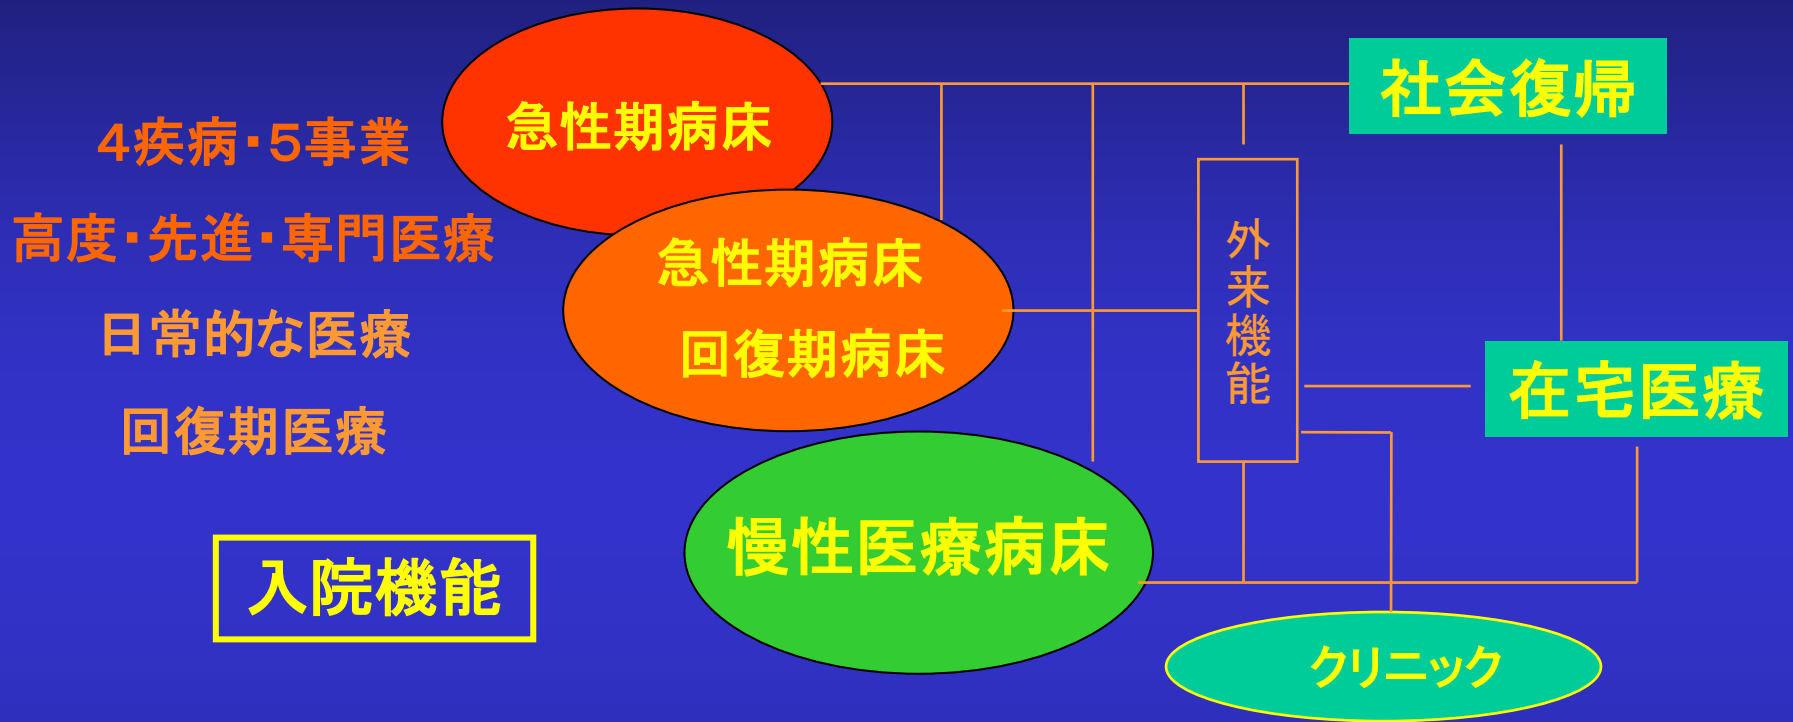 急性期病床
社会復帰
４疾病・５事業
高度・先進・専門医療
急性期病床
回復期病床
外来機能
日常的な医療
回復期医療
在宅医療
慢性医療病床
入院機能
クリニック